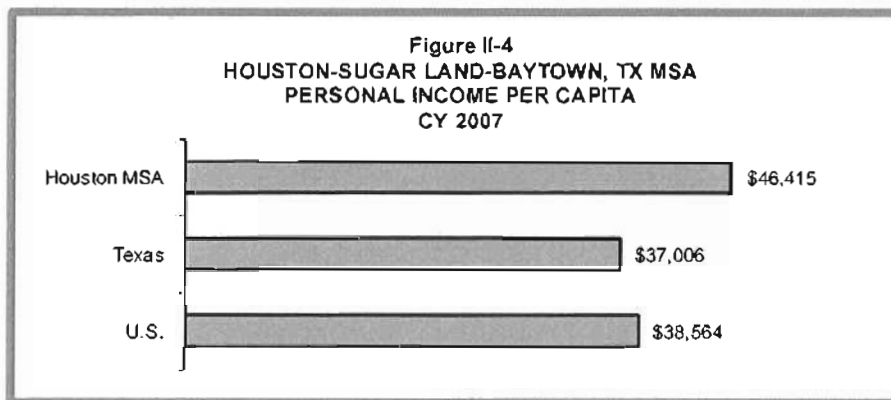 Figure II-4
HOUSTON-SUGAR LAND-BAYTOWN, TX MSA
PERSONAL INCOME PER CAPITA
CY 2007
Houston MSA $46,415
Texas $37,006
U.S. $38,564